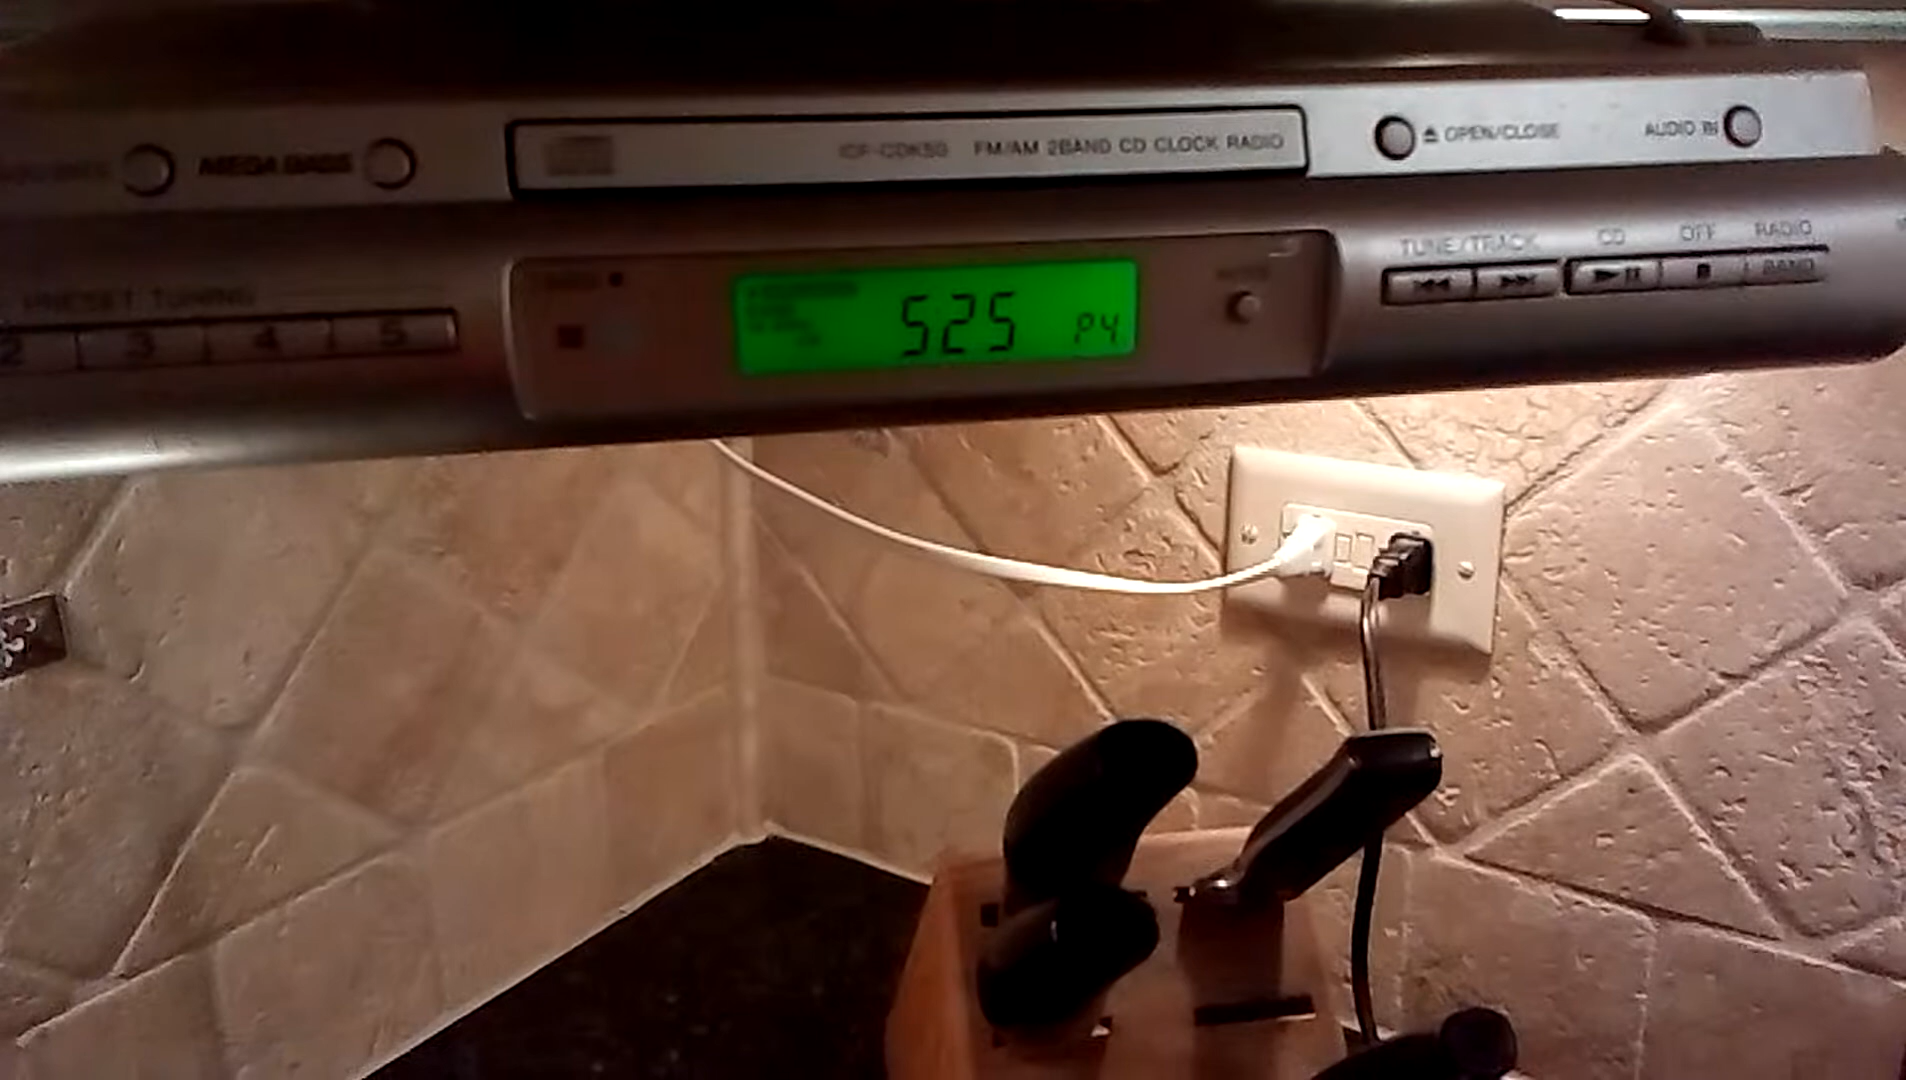 MEGA BASS
ICF-CDK50 FM/AM 2BAND CD CLOCK RADIO
OPEN/CLOSE
AUDIO IN
TUNE/TRACK
CD
OFF
RADIO
BAND
PRESET TUNING
2 3 4 5
525 P4